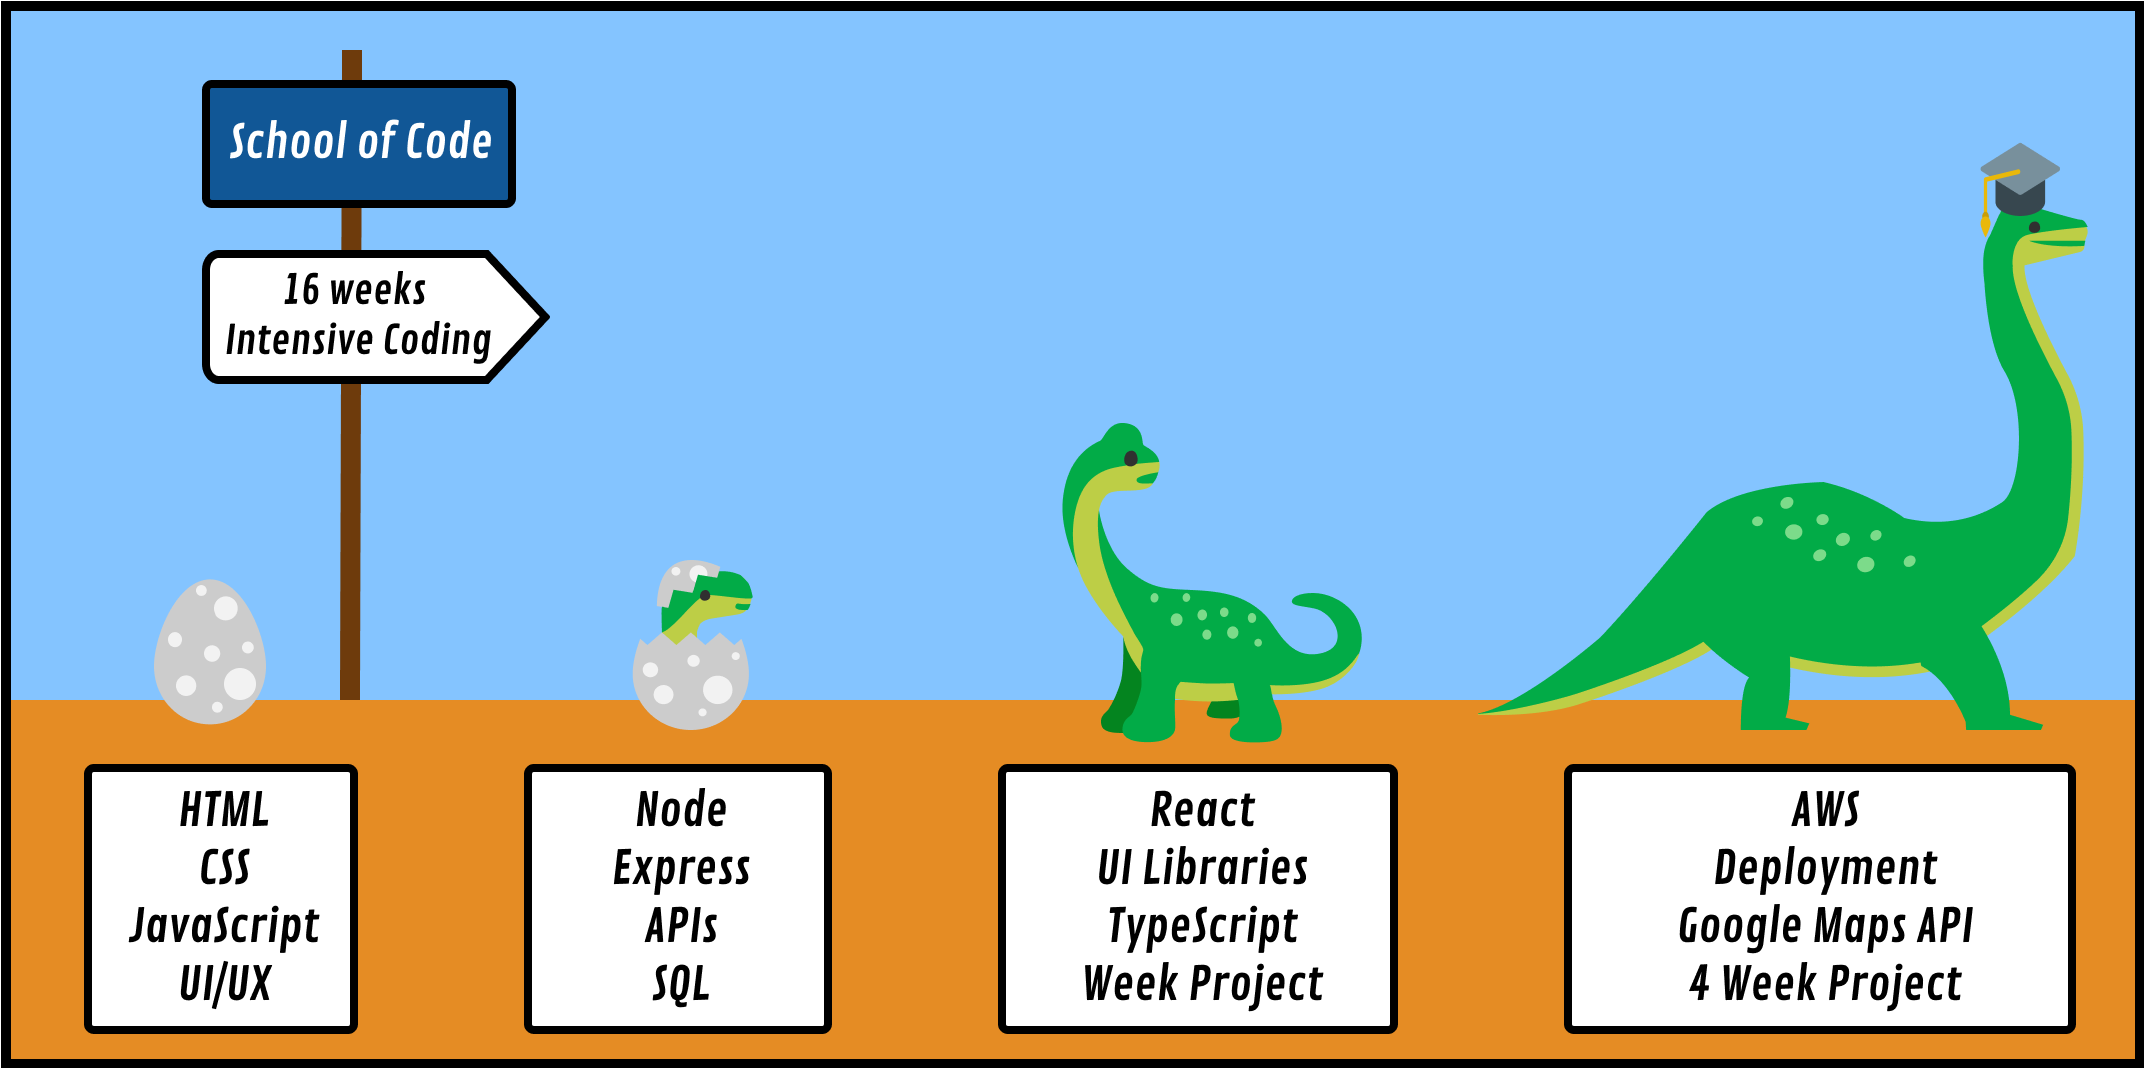 School of Code
16 weeks
Intensive Coding
HTML
CSS
JavaScript
UI/UX
Node
Express
APIs
SQL
React
UI Libraries
TypeScript
Week Project
AWS
Deployment
Google Maps API
4 Week Project